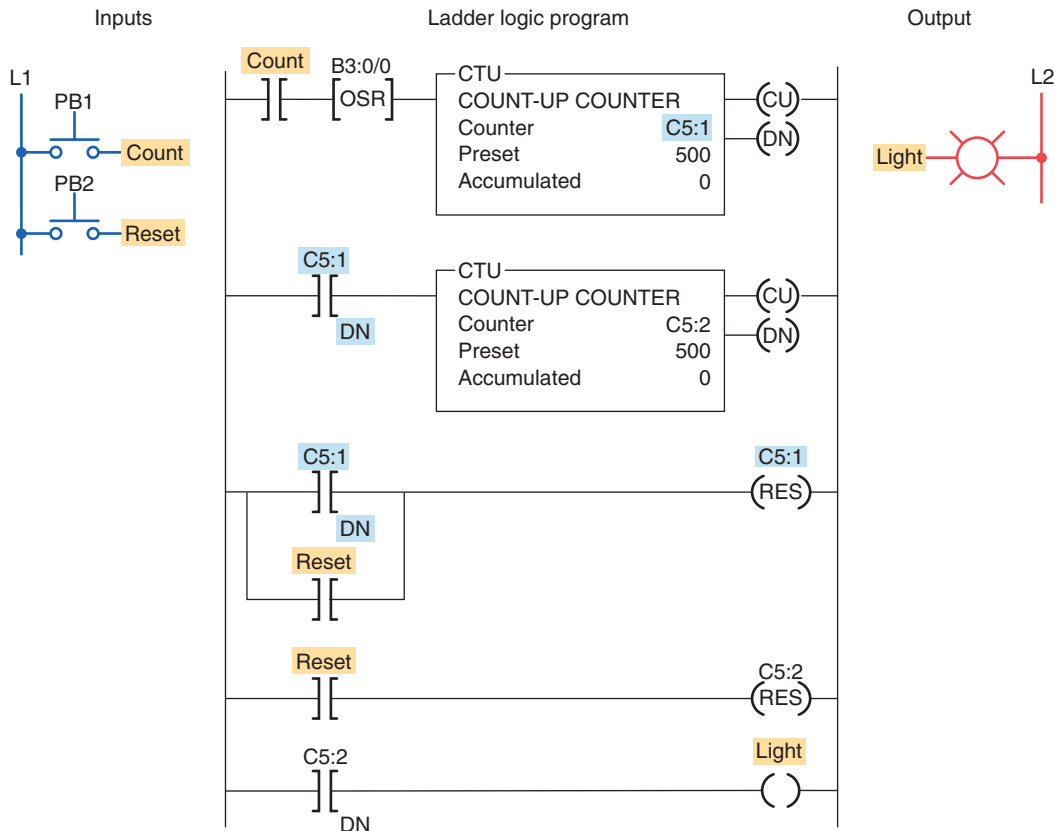 Inputs
Ladder logic program
Output
L1
PB1
Count
PB2
Reset
Count
B3:0/0
OSR
CTU
COUNT-UP COUNTER
Counter C5:1
Preset 500
Accumulated 0
CU
DN
L2
Light
C5:1
DN
CTU
COUNT-UP COUNTER
Counter C5:2
Preset 500
Accumulated 0
CU
DN
C5:1
DN
Reset
C5:1
RES
Reset
C5:2
RES
C5:2
DN
Light